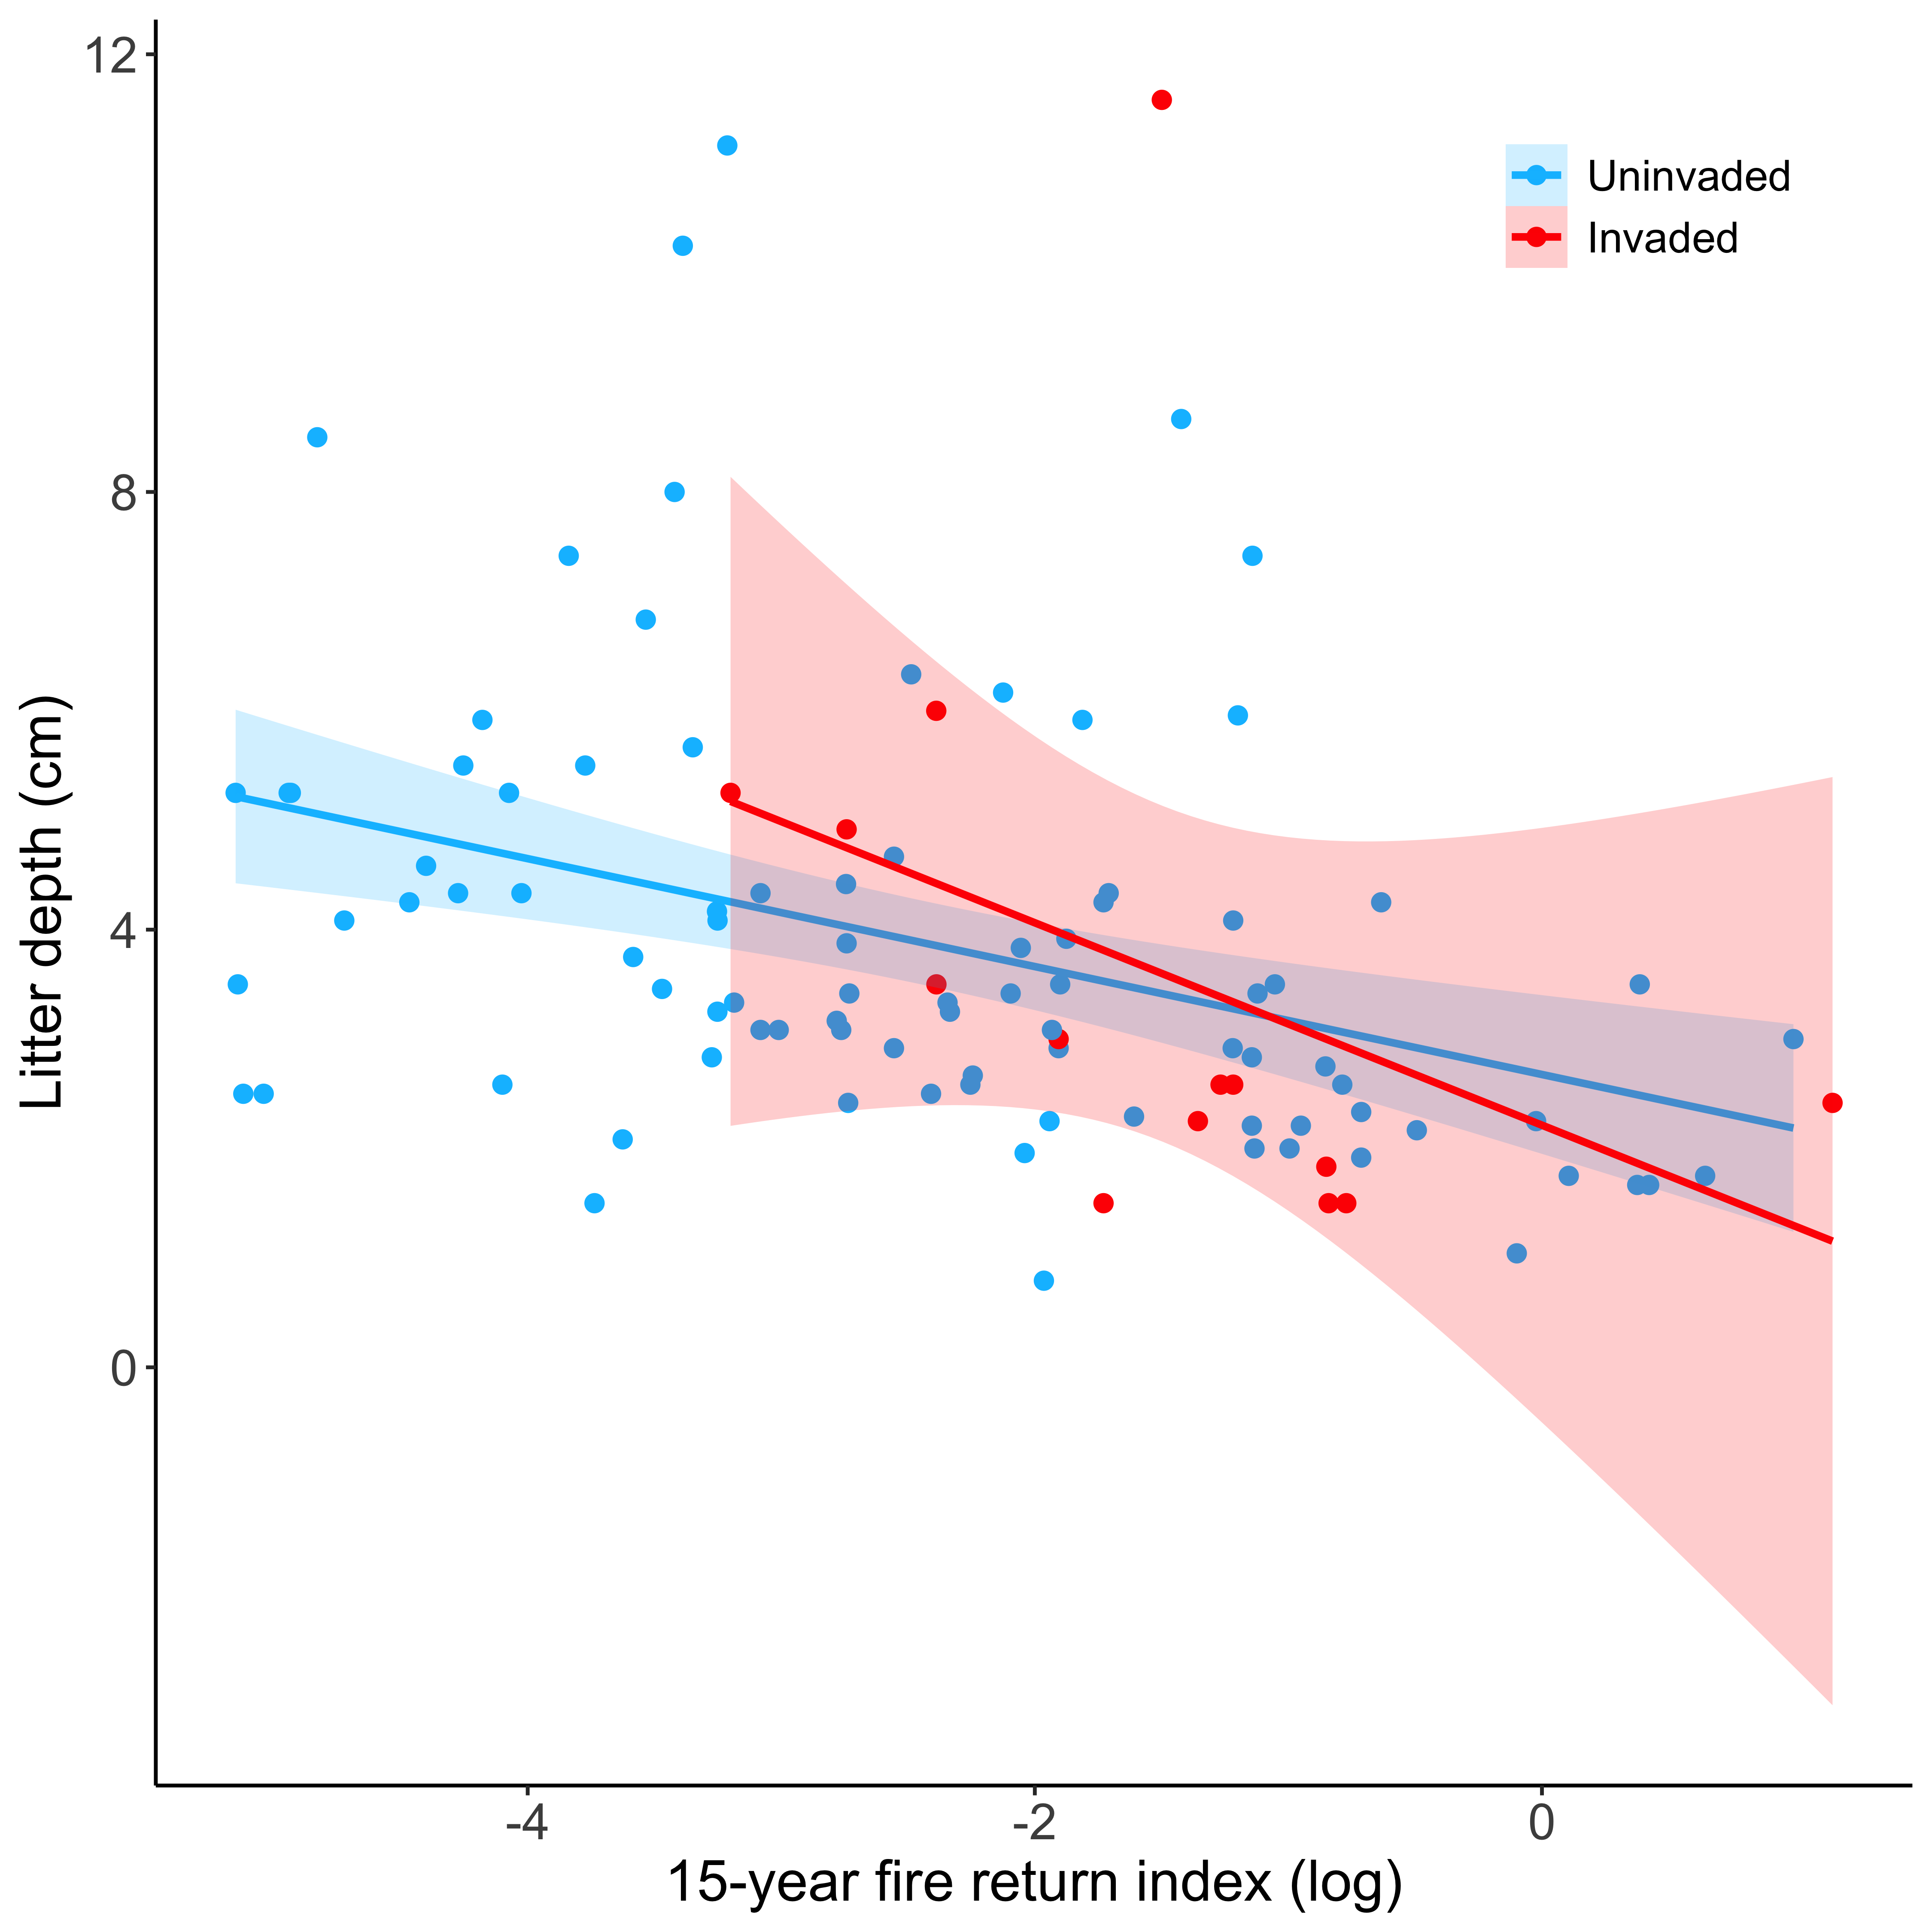 12
8
4
0
Litter depth (cm)
Uninvaded
Invaded
-4
-2
0
15-year fire return index (log)